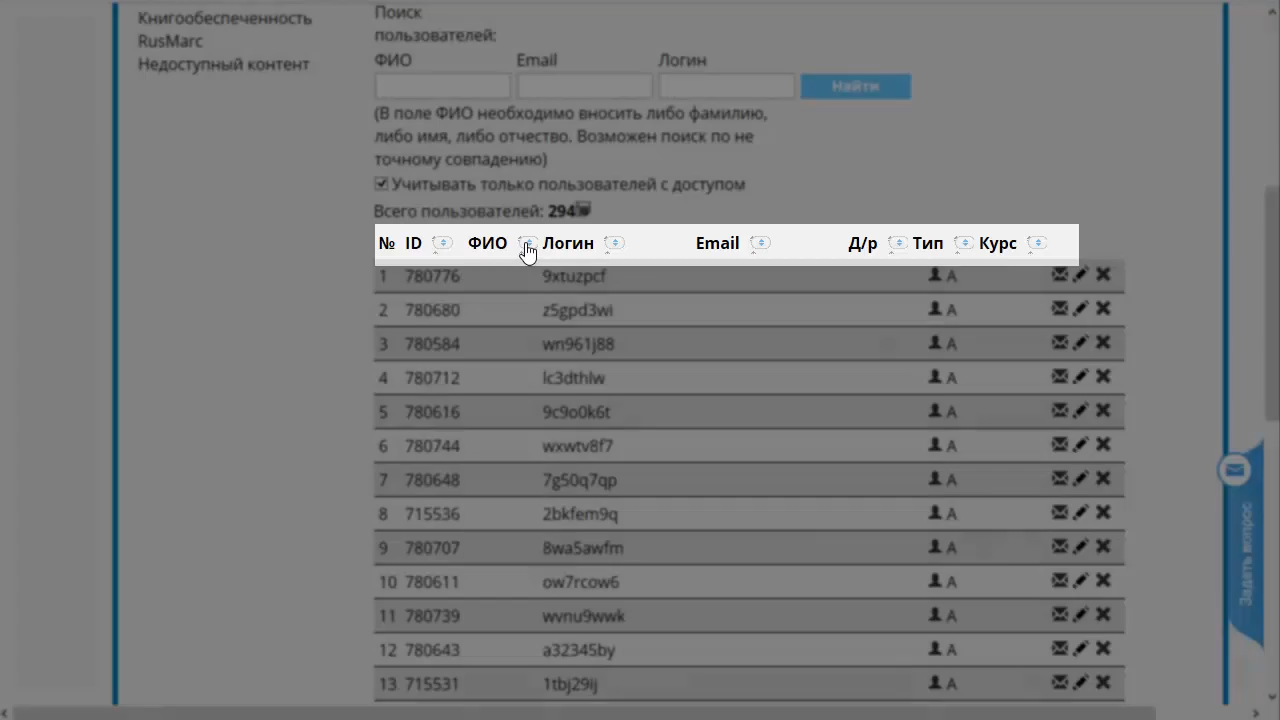 Книгообеспеченность
RusMarc
Недоступный контент
Поиск
пользователей:
ФИО Email Логин
Найти
(В поле ФИО необходимо вносить либо фамилию,
либо имя, либо отчество. Возможен поиск по не
точному совпадению)
Учитывать только пользователей с доступом
Всего пользователей: 294
№ ID ФИО Логин Email Д/р Тип Курс
1 780776 9xtuzpcf А
2 780680 z5gpd3wi А
3 780584 wn961j88 А
4 780712 lc3dthlw А
5 780616 9c9o0k6t А
6 780744 wxwtv8f7 А
7 780648 7g50q7qp А
8 715536 2bkfem9q А
9 780707 8wa5awfm А
10 780611 ow7rcow6 А
11 780739 wvnu9wwk А
12 780643 a32345by А
13 715531 1tbj29ij А
Задать вопрос